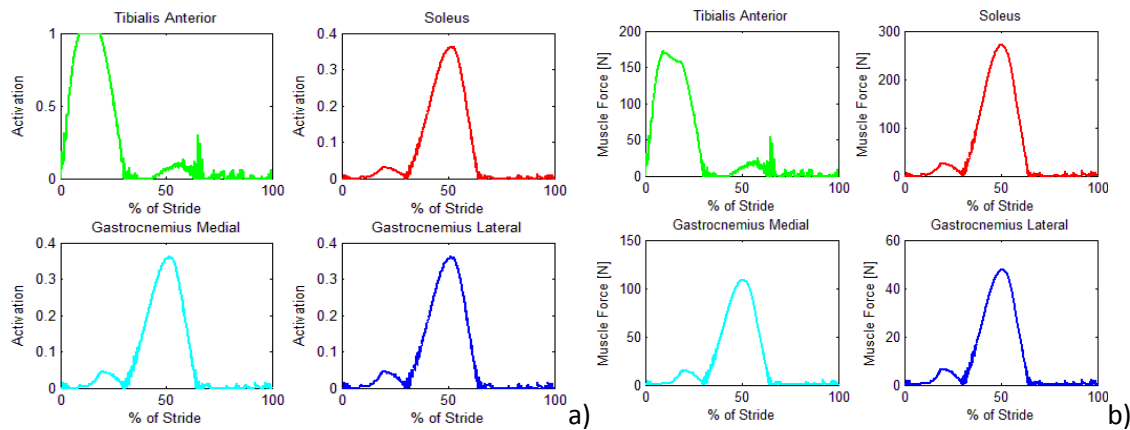 Tibialis Anterior
1
0.5
0
Activation
0 50 100
% of Stride
Soleus
0.4
0.3
0.2
0.1
0
Activation
0 50 100
% of Stride
Gastrocnemius Medial
0.4
0.3
0.2
0.1
0
Activation
0 50 100
% of Stride
Gastrocnemius Lateral
0.4
0.3
0.2
0.1
0
Activation
0 50 100
% of Stride
a)
Tibialis Anterior
200
150
100
50
0
Muscle Force [N]
0 50 100
% of Stride
Soleus
300
200
100
0
Muscle Force [N]
0 50 100
% of Stride
Gastrocnemius Medial
150
100
50
0
Muscle Force [N]
0 50 100
% of Stride
Gastrocnemius Lateral
60
40
20
0
Muscle Force [N]
0 50 100
% of Stride
b)